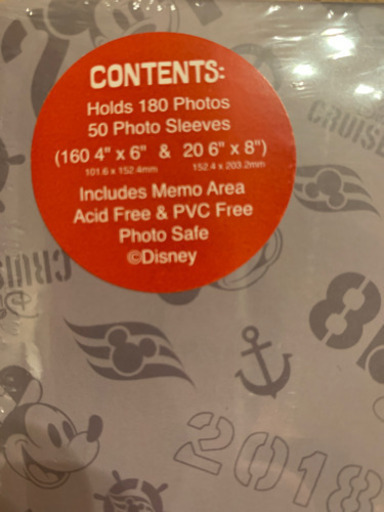 CONTENTS:
Holds 180 Photos
50 Photo Sleeves
(160 4" x 6" & 20 6" x 8")
101.6 x 152.4mm 152.4 x 203.2mm
Includes Memo Area
Acid Free & PVC Free
Photo Safe
©Disney
CRUISE
2018